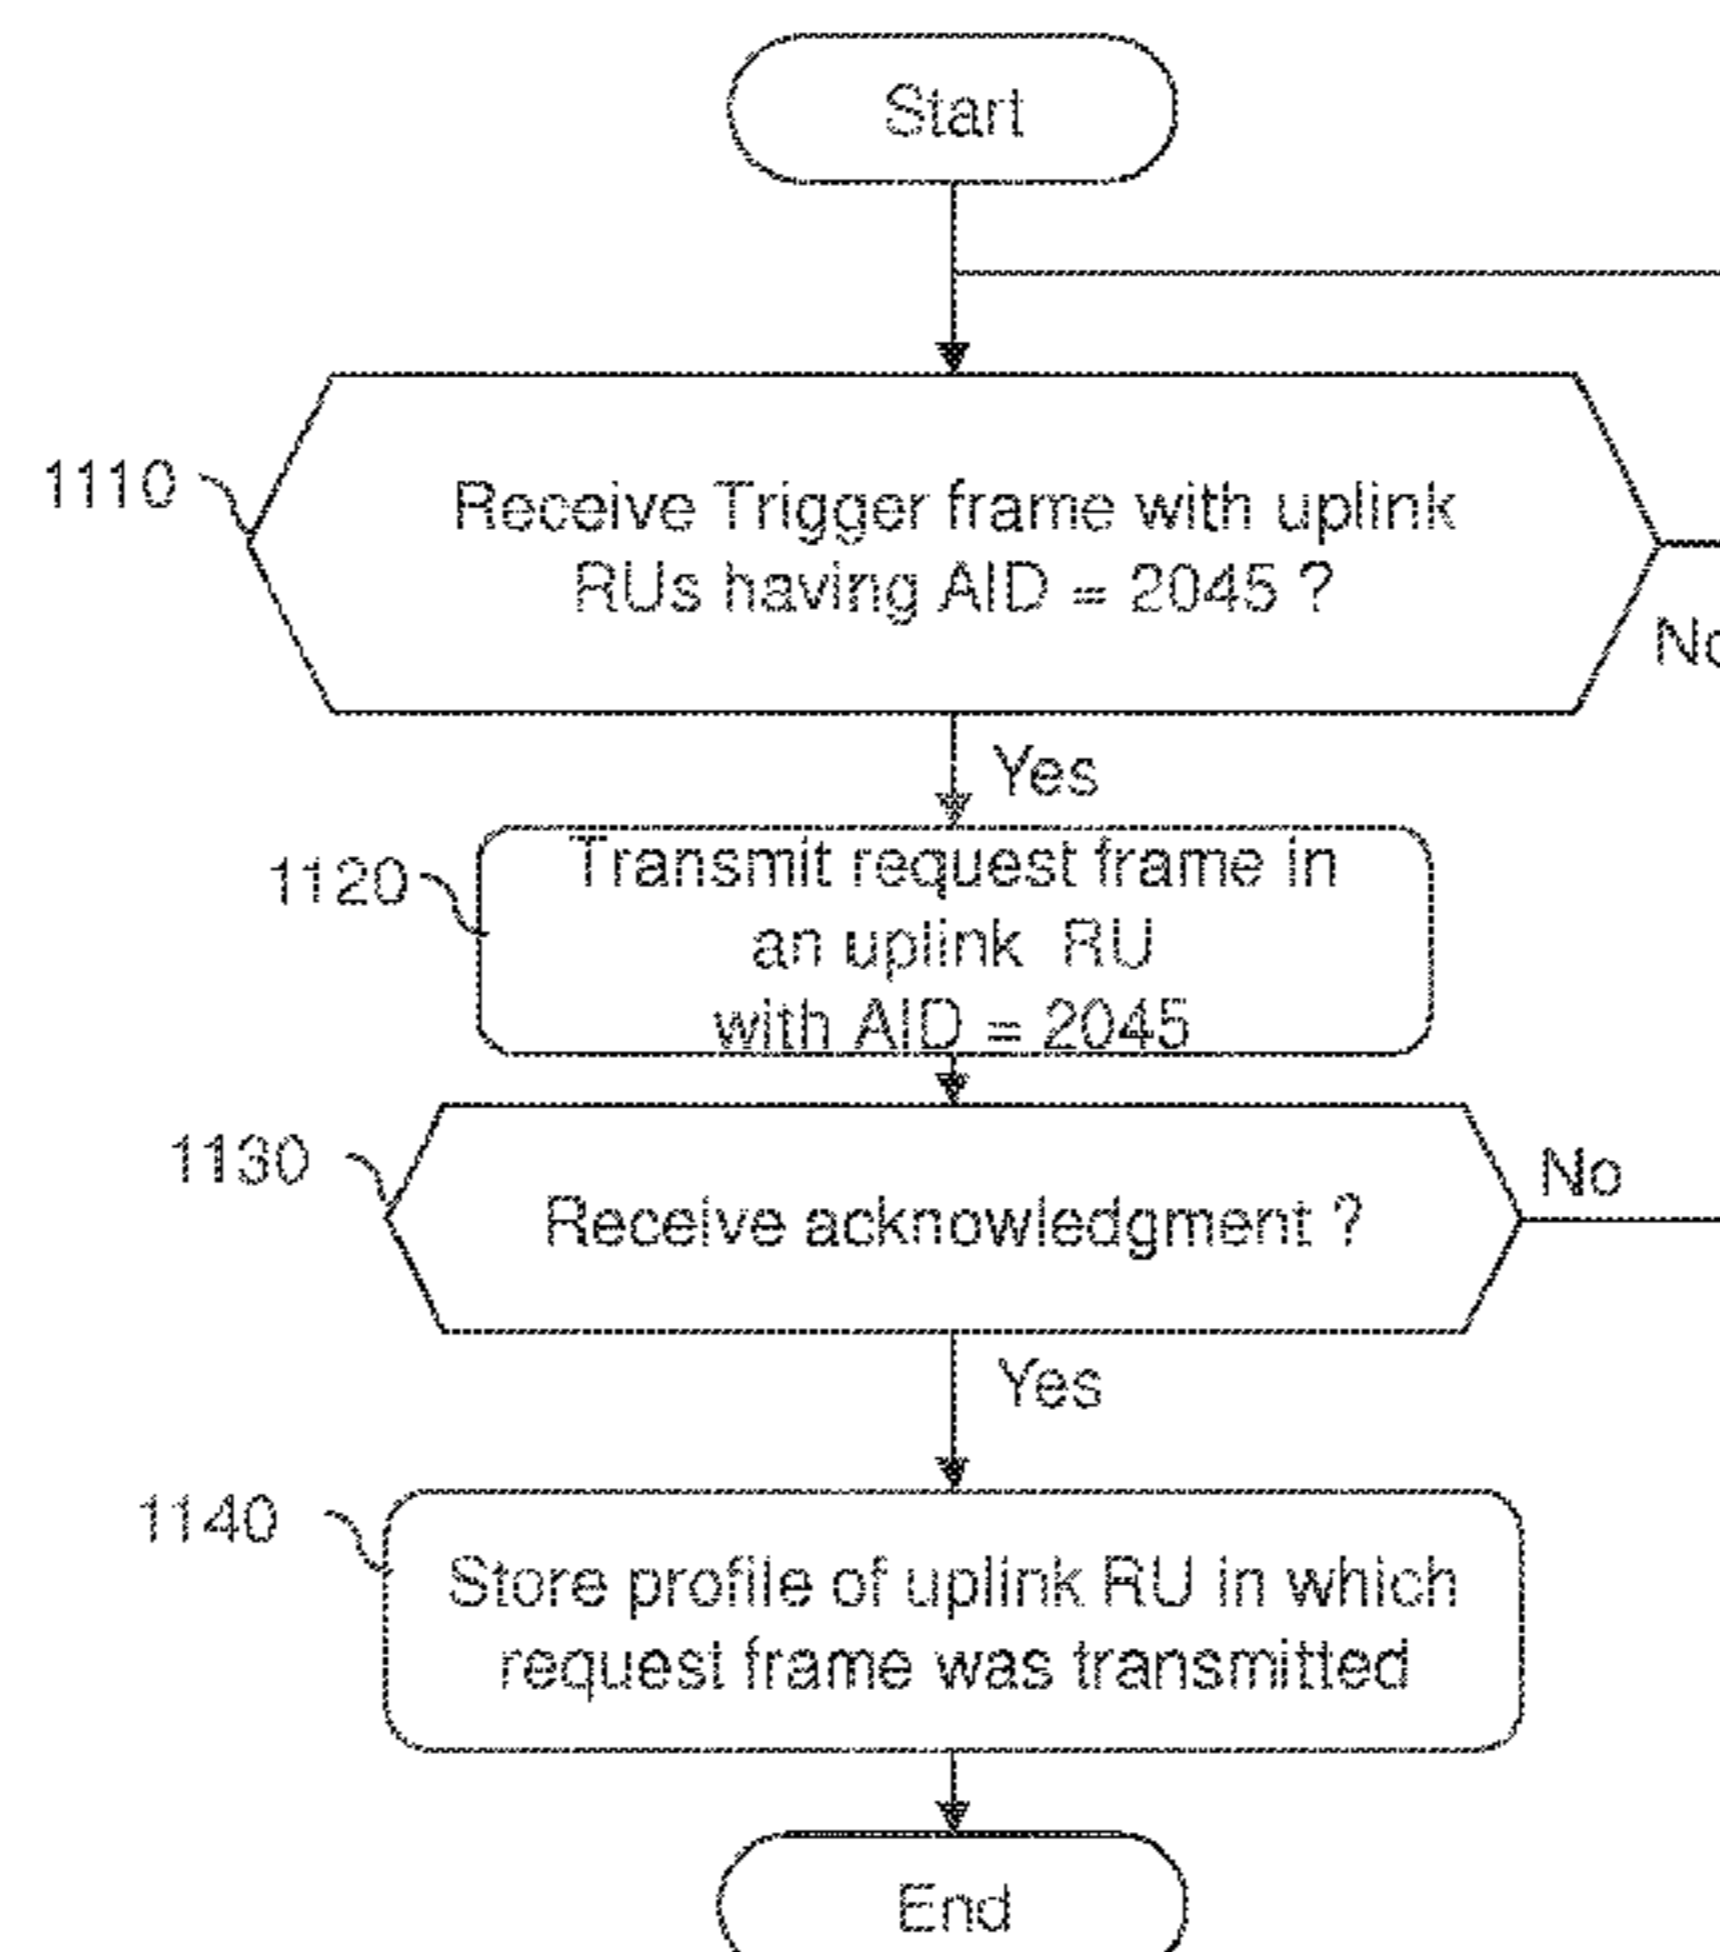 Start
1110
Receive Trigger frame with uplink
RUs having AID = 2045 ?
No
Yes
1120
Transmit request frame in
an uplink RU
with AID = 2045
1130
Receive acknowledgment ?
No
Yes
1140
Store profile of uplink RU in which
request frame was transmitted
End